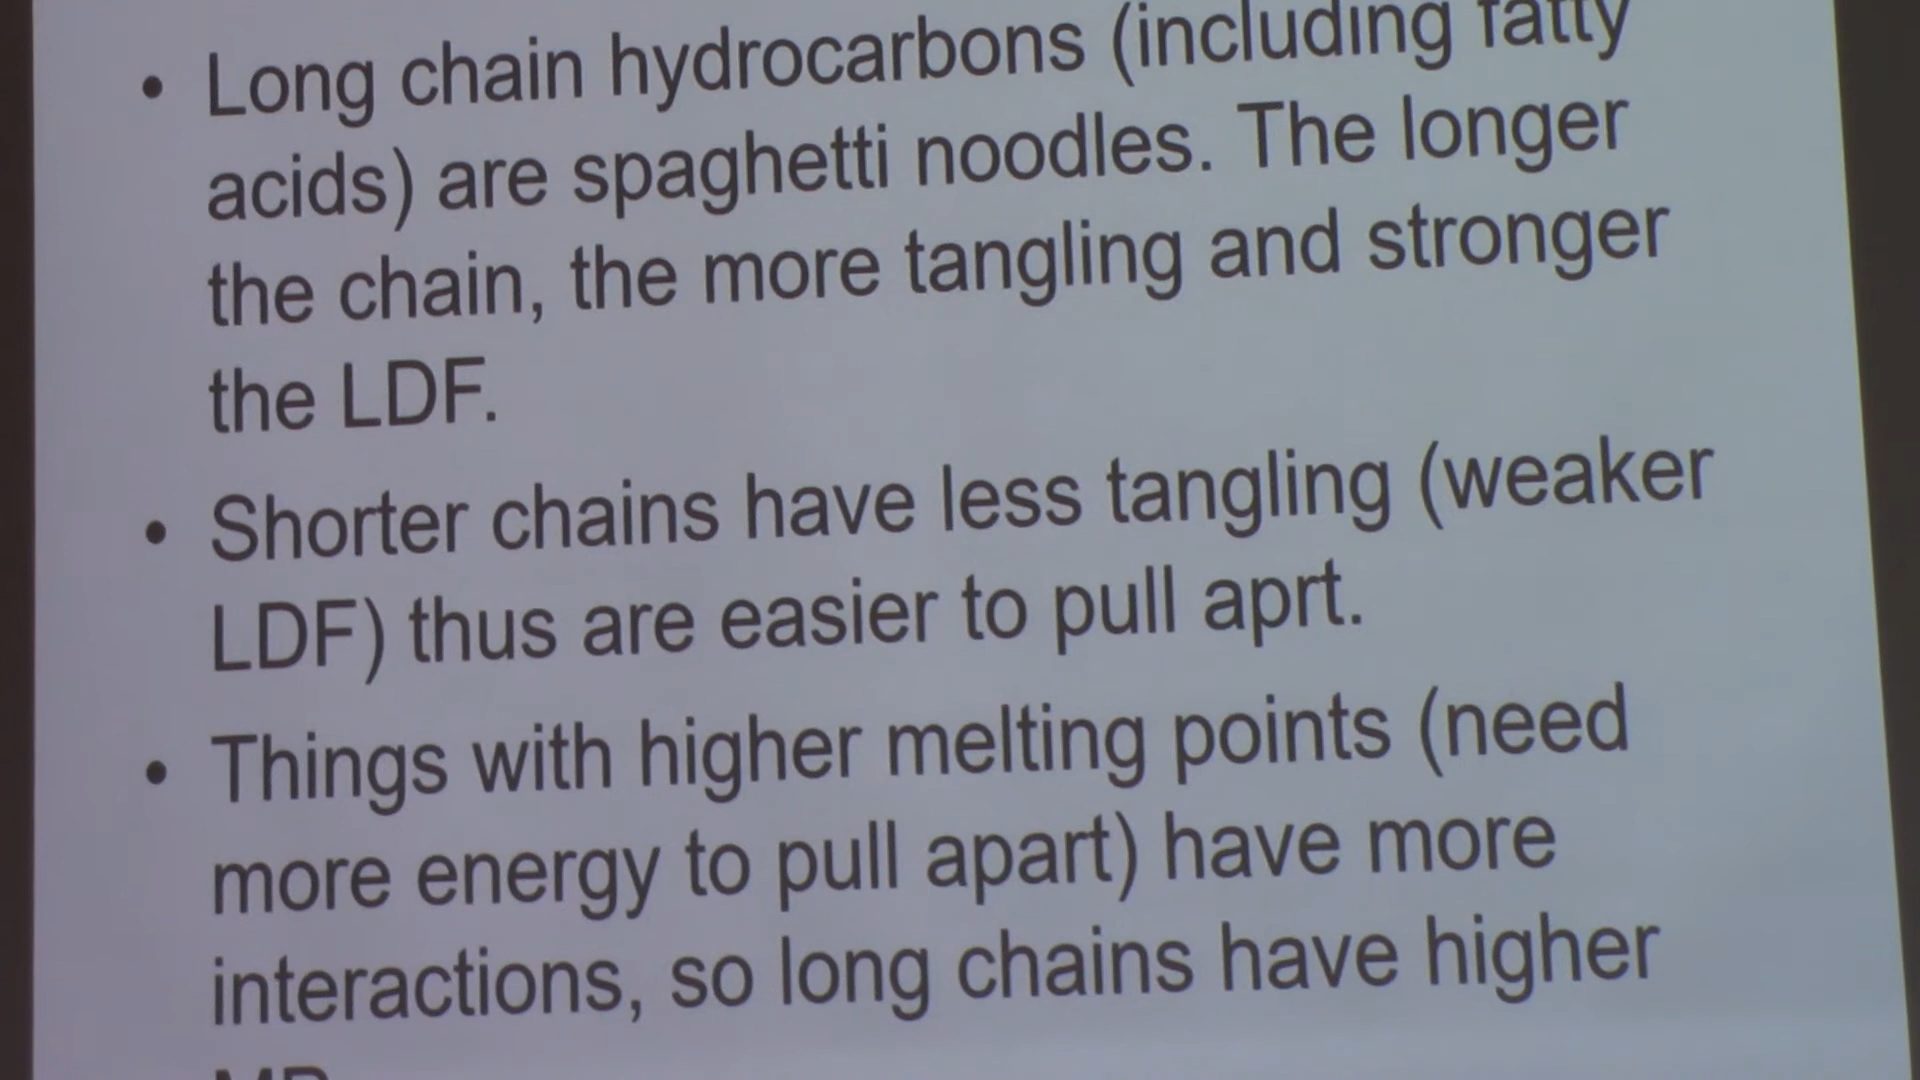 • Long chain hydrocarbons (including fatty
acids) are spaghetti noodles. The longer
the chain, the more tangling and stronger
the LDF.
• Shorter chains have less tangling (weaker
LDF) thus are easier to pull aprt.
• Things with higher melting points (need
more energy to pull apart) have more
interactions, so long chains have higher